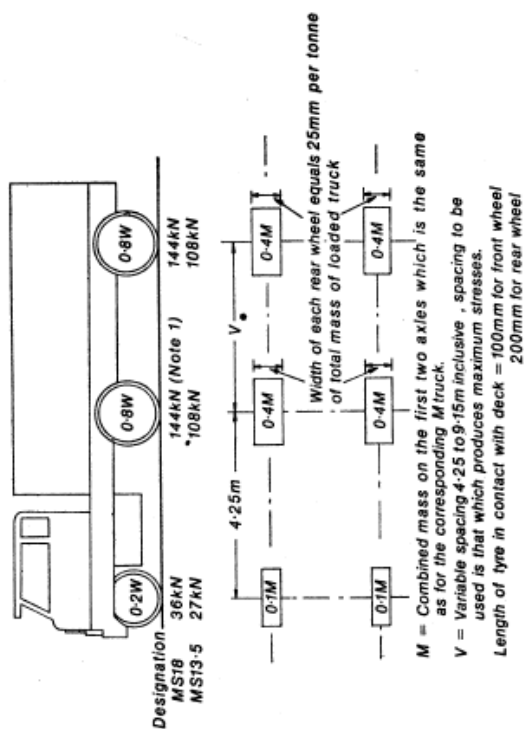 0·2W
0·8W
0·8W
Designation
MS18 36kN 144kN (Note 1) 144kN
MS13·5 27kN *108kN 108kN
4·25m
V
0·1M
0·4M
0·4M
Width of each rear wheel equals 25mm per tonne
of total mass of loaded truck
0·1M
0·4M
0·4M
M = Combined mass on the first two axles which is the same
as for the corresponding M truck.
V = Variable spacing 4·25 to 9·15m inclusive, spacing to be
used is that which produces maximum stresses.
Length of tyre in contact with deck = 100mm for front wheel
200mm for rear wheel